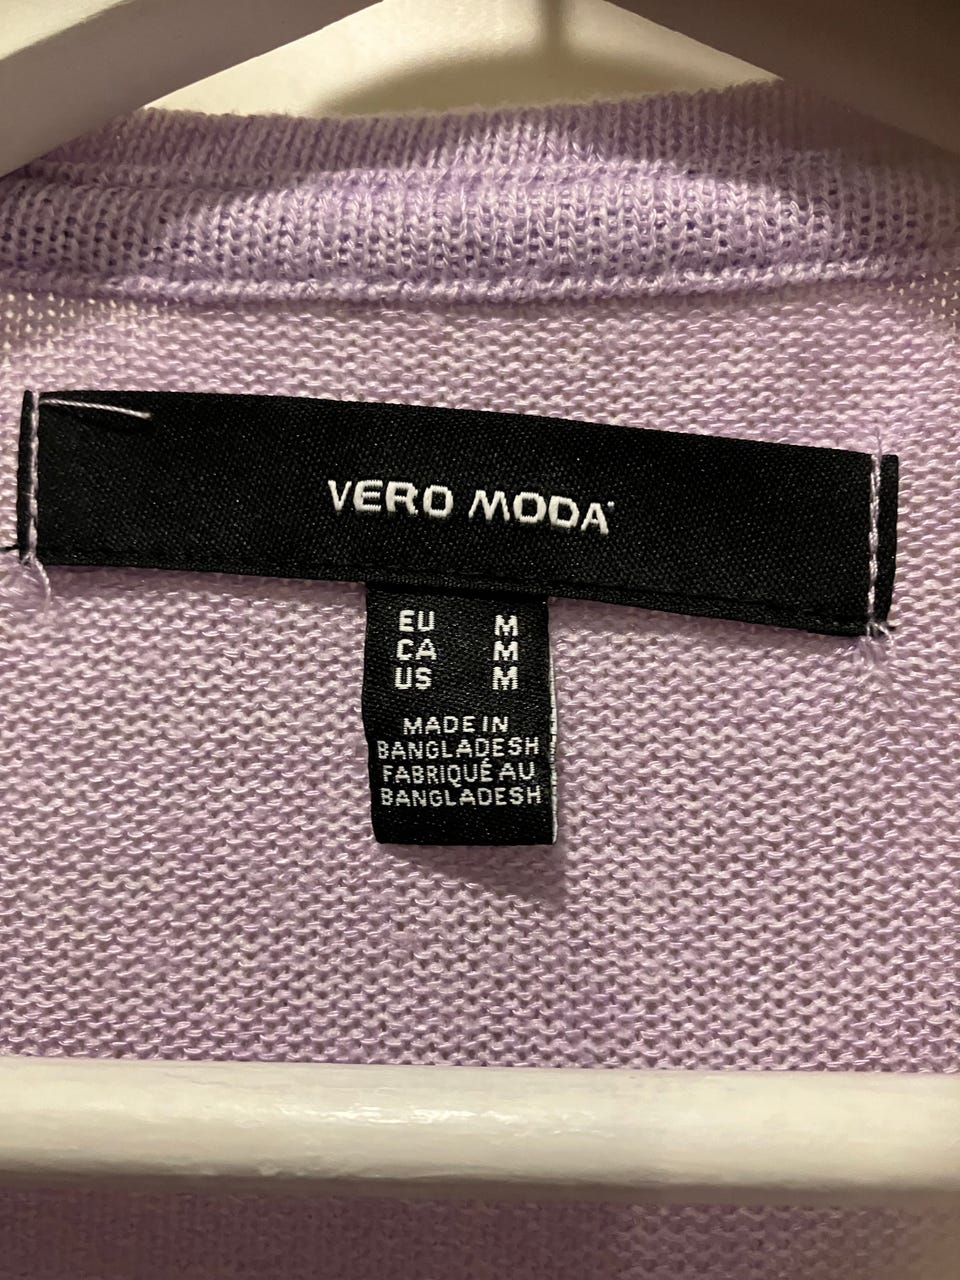 VERO MODA
EU M
CA M
US M
MADE IN
BANGLADESH
FABRIQUÉ AU
BANGLADESH